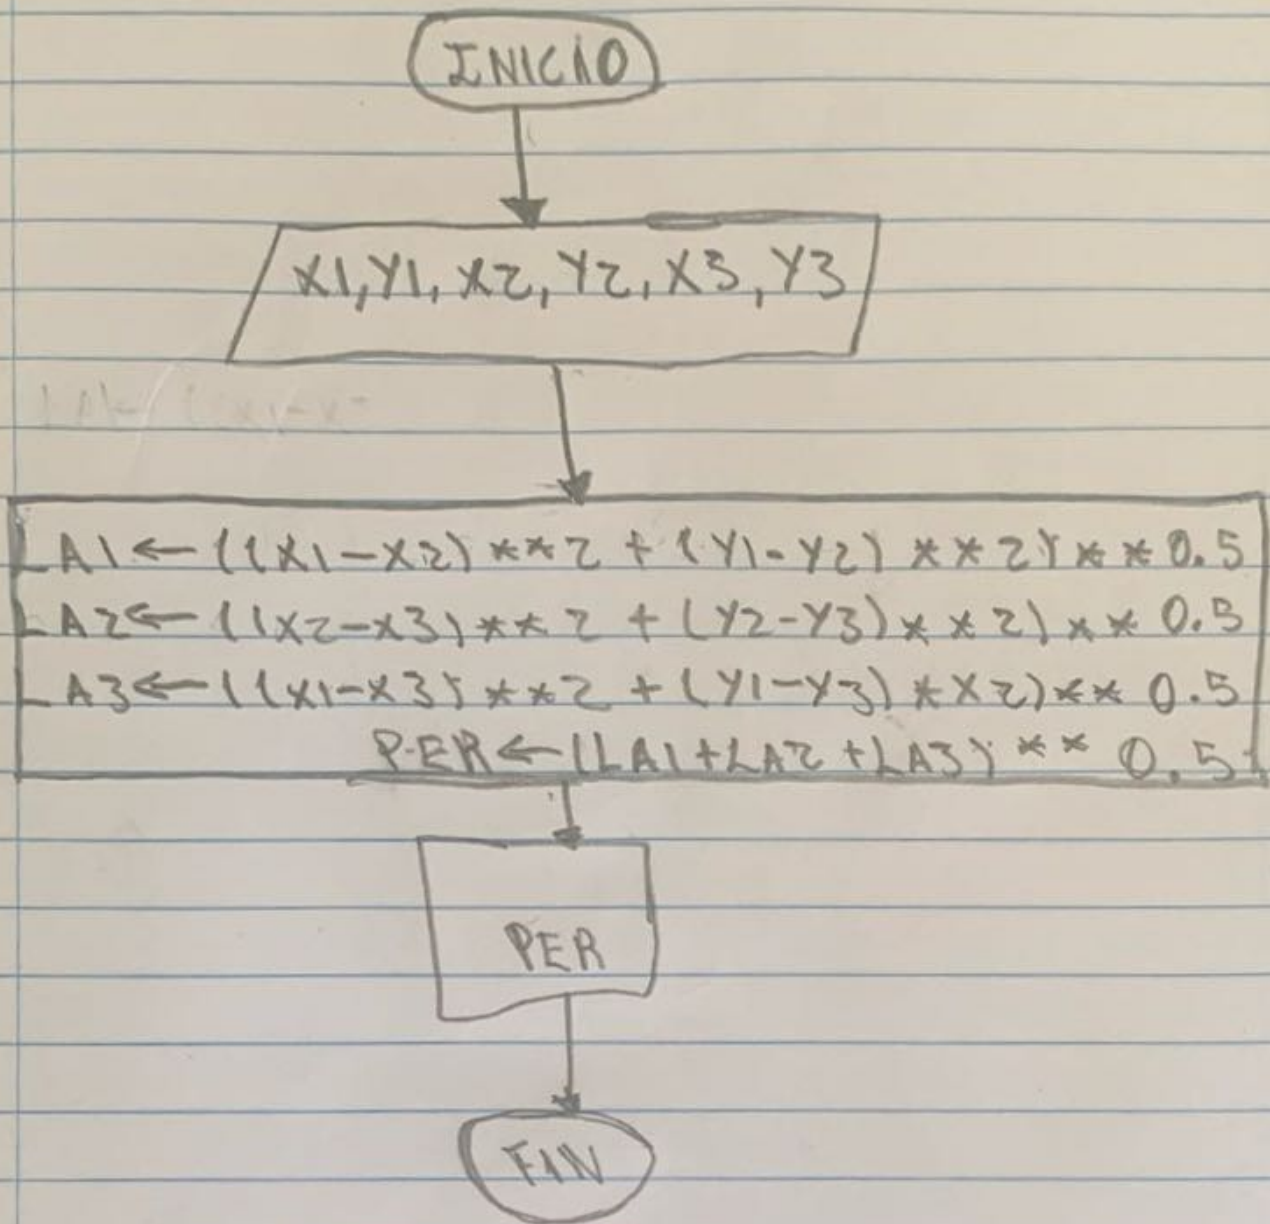 INICIO
X1, Y1, X2, Y2, X3, Y3
LA1 ← ((X1-X2) **2 + (Y1-Y2) **2) ** 0.5
LA2 ← ((X2-X3) **2 + (Y2-Y3) **2) ** 0.5
LA3 ← ((X1-X3) **2 + (Y1-Y3) **2) ** 0.5
PER ← (LA1+LA2+LA3) ** 0.5
PER
FIN